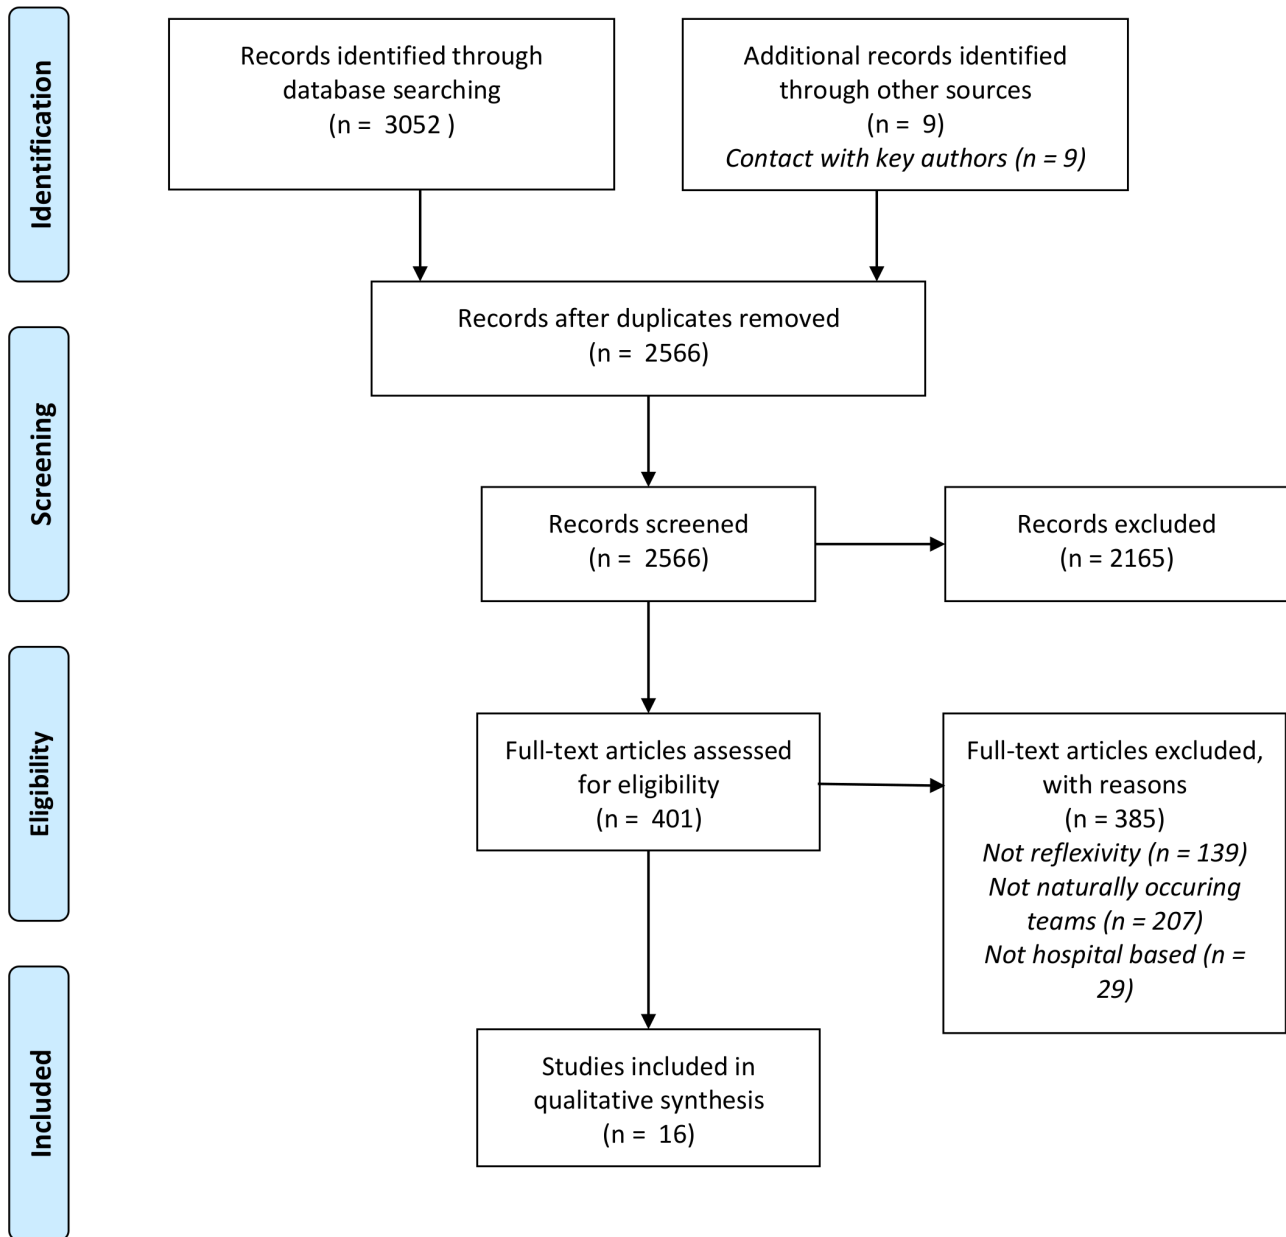 Identification
Records identified through
database searching
(n =  3052 )
Additional records identified
through other sources
(n =  9)
Contact with key authors (n = 9)
Records after duplicates removed
(n =  2566)
Screening
Records screened
(n =  2566)
Records excluded
(n = 2165)
Eligibility
Full-text articles assessed
for eligibility
(n =  401)
Full-text articles excluded,
with reasons
(n = 385)
Not reflexivity (n = 139)
Not naturally occuring
teams (n = 207)
Not hospital based (n =
29)
Included
Studies included in
qualitative synthesis
(n =  16)